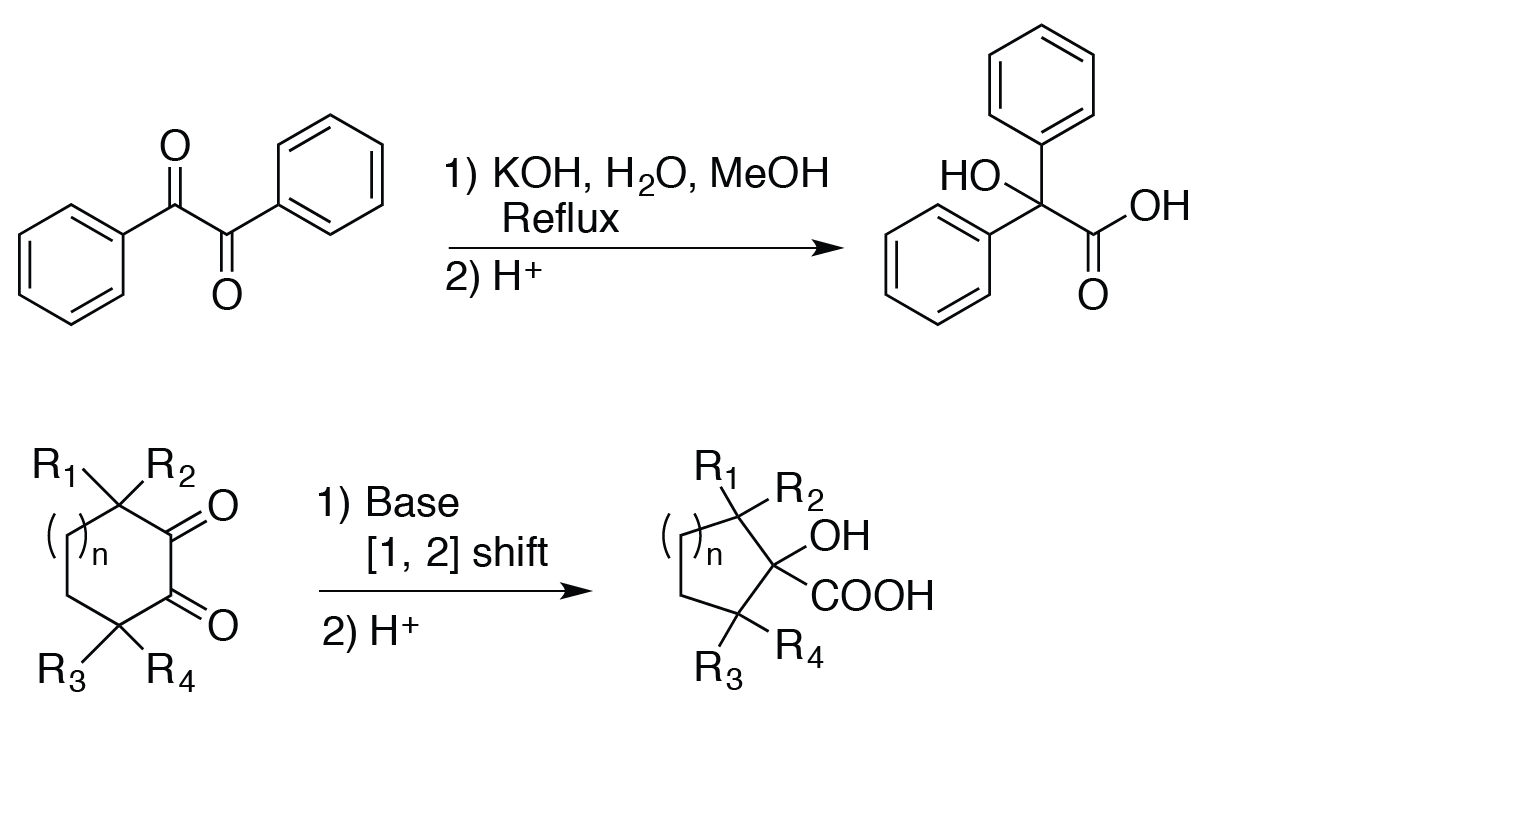 O
O
1) KOH, H₂O, MeOH
Reflux
2) H⁺
HO
OH
O
R₁
R₂
O
( )n
O
R₃
R₄
1) Base
[1, 2] shift
2) H⁺
R₁
R₂
OH
( )n
COOH
R₄
R₃